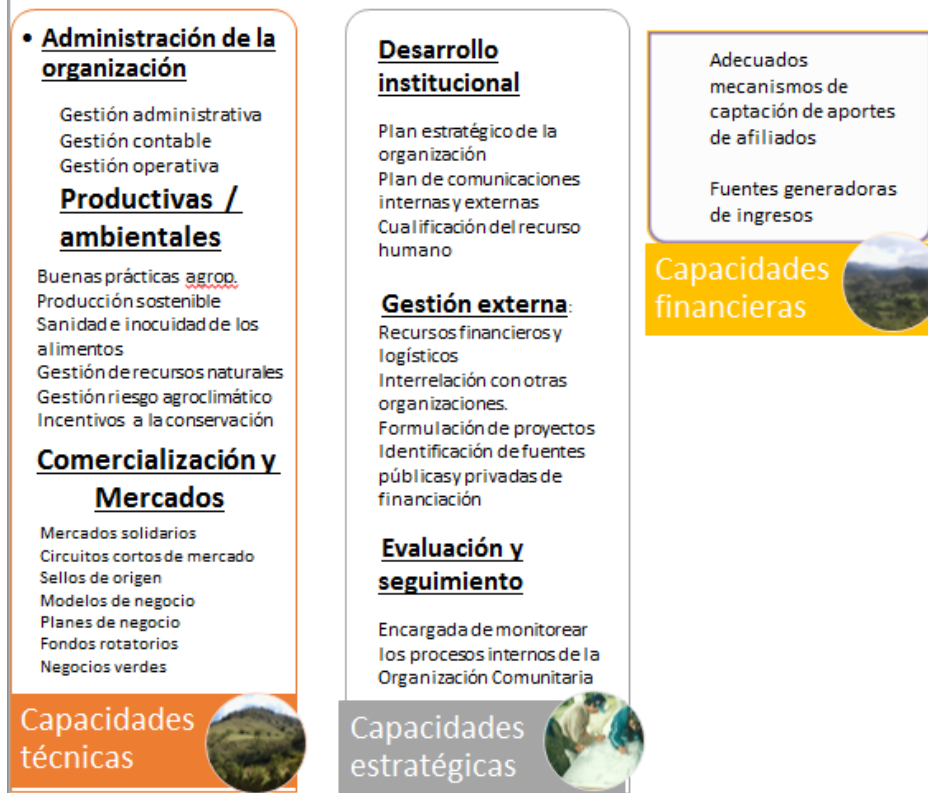 • Administración de la
organización
Gestión administrativa
Gestión contable
Gestión operativa
Productivas /
ambientales
Buenas prácticas agrop.
Producción sostenible
Sanidad e inocuidad de los
alimentos
Gestión de recursos naturales
Gestión riesgo agroclimático
Incentivos a la conservación
Comercialización y
Mercados
Mercados solidarios
Circuitos cortos de mercado
Sellos de origen
Modelos de negocio
Planes de negocio
Fondos rotatorios
Negocios verdes
Capacidades
técnicas
Desarrollo
institucional
Plan estratégico de la
organización
Plan de comunicaciones
internas y externas
Cualificación del recurso
humano
Gestión externa:
Recursos financieros y
logísticos
Interrelación con otras
organizaciones.
Formulación de proyectos
Identificación de fuentes
públicas y privadas de
financiación
Evaluación y
seguimiento
Encargada de monitorear
los procesos internos de la
Organización Comunitaria
Capacidades
estratégicas
Adecuados
mecanismos de
captación de aportes
de afiliados
Fuentes generadoras
de ingresos
Capacidades
financieras